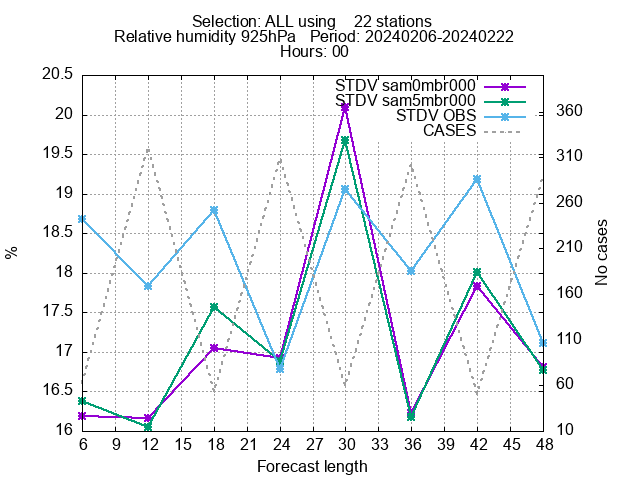 Selection: ALL using    22 stations
Relative humidity 925hPa   Period: 20240206-20240222
Hours: 00
STDV sam0mbr000
STDV sam5mbr000
STDV OBS
CASES
20.5
20
19.5
19
18.5
18
17.5
17
16.5
16
%
360
310
260
210
160
110
60
10
No cases
6 9 12 15 18 21 24 27 30 33 36 39 42 45 48
Forecast length